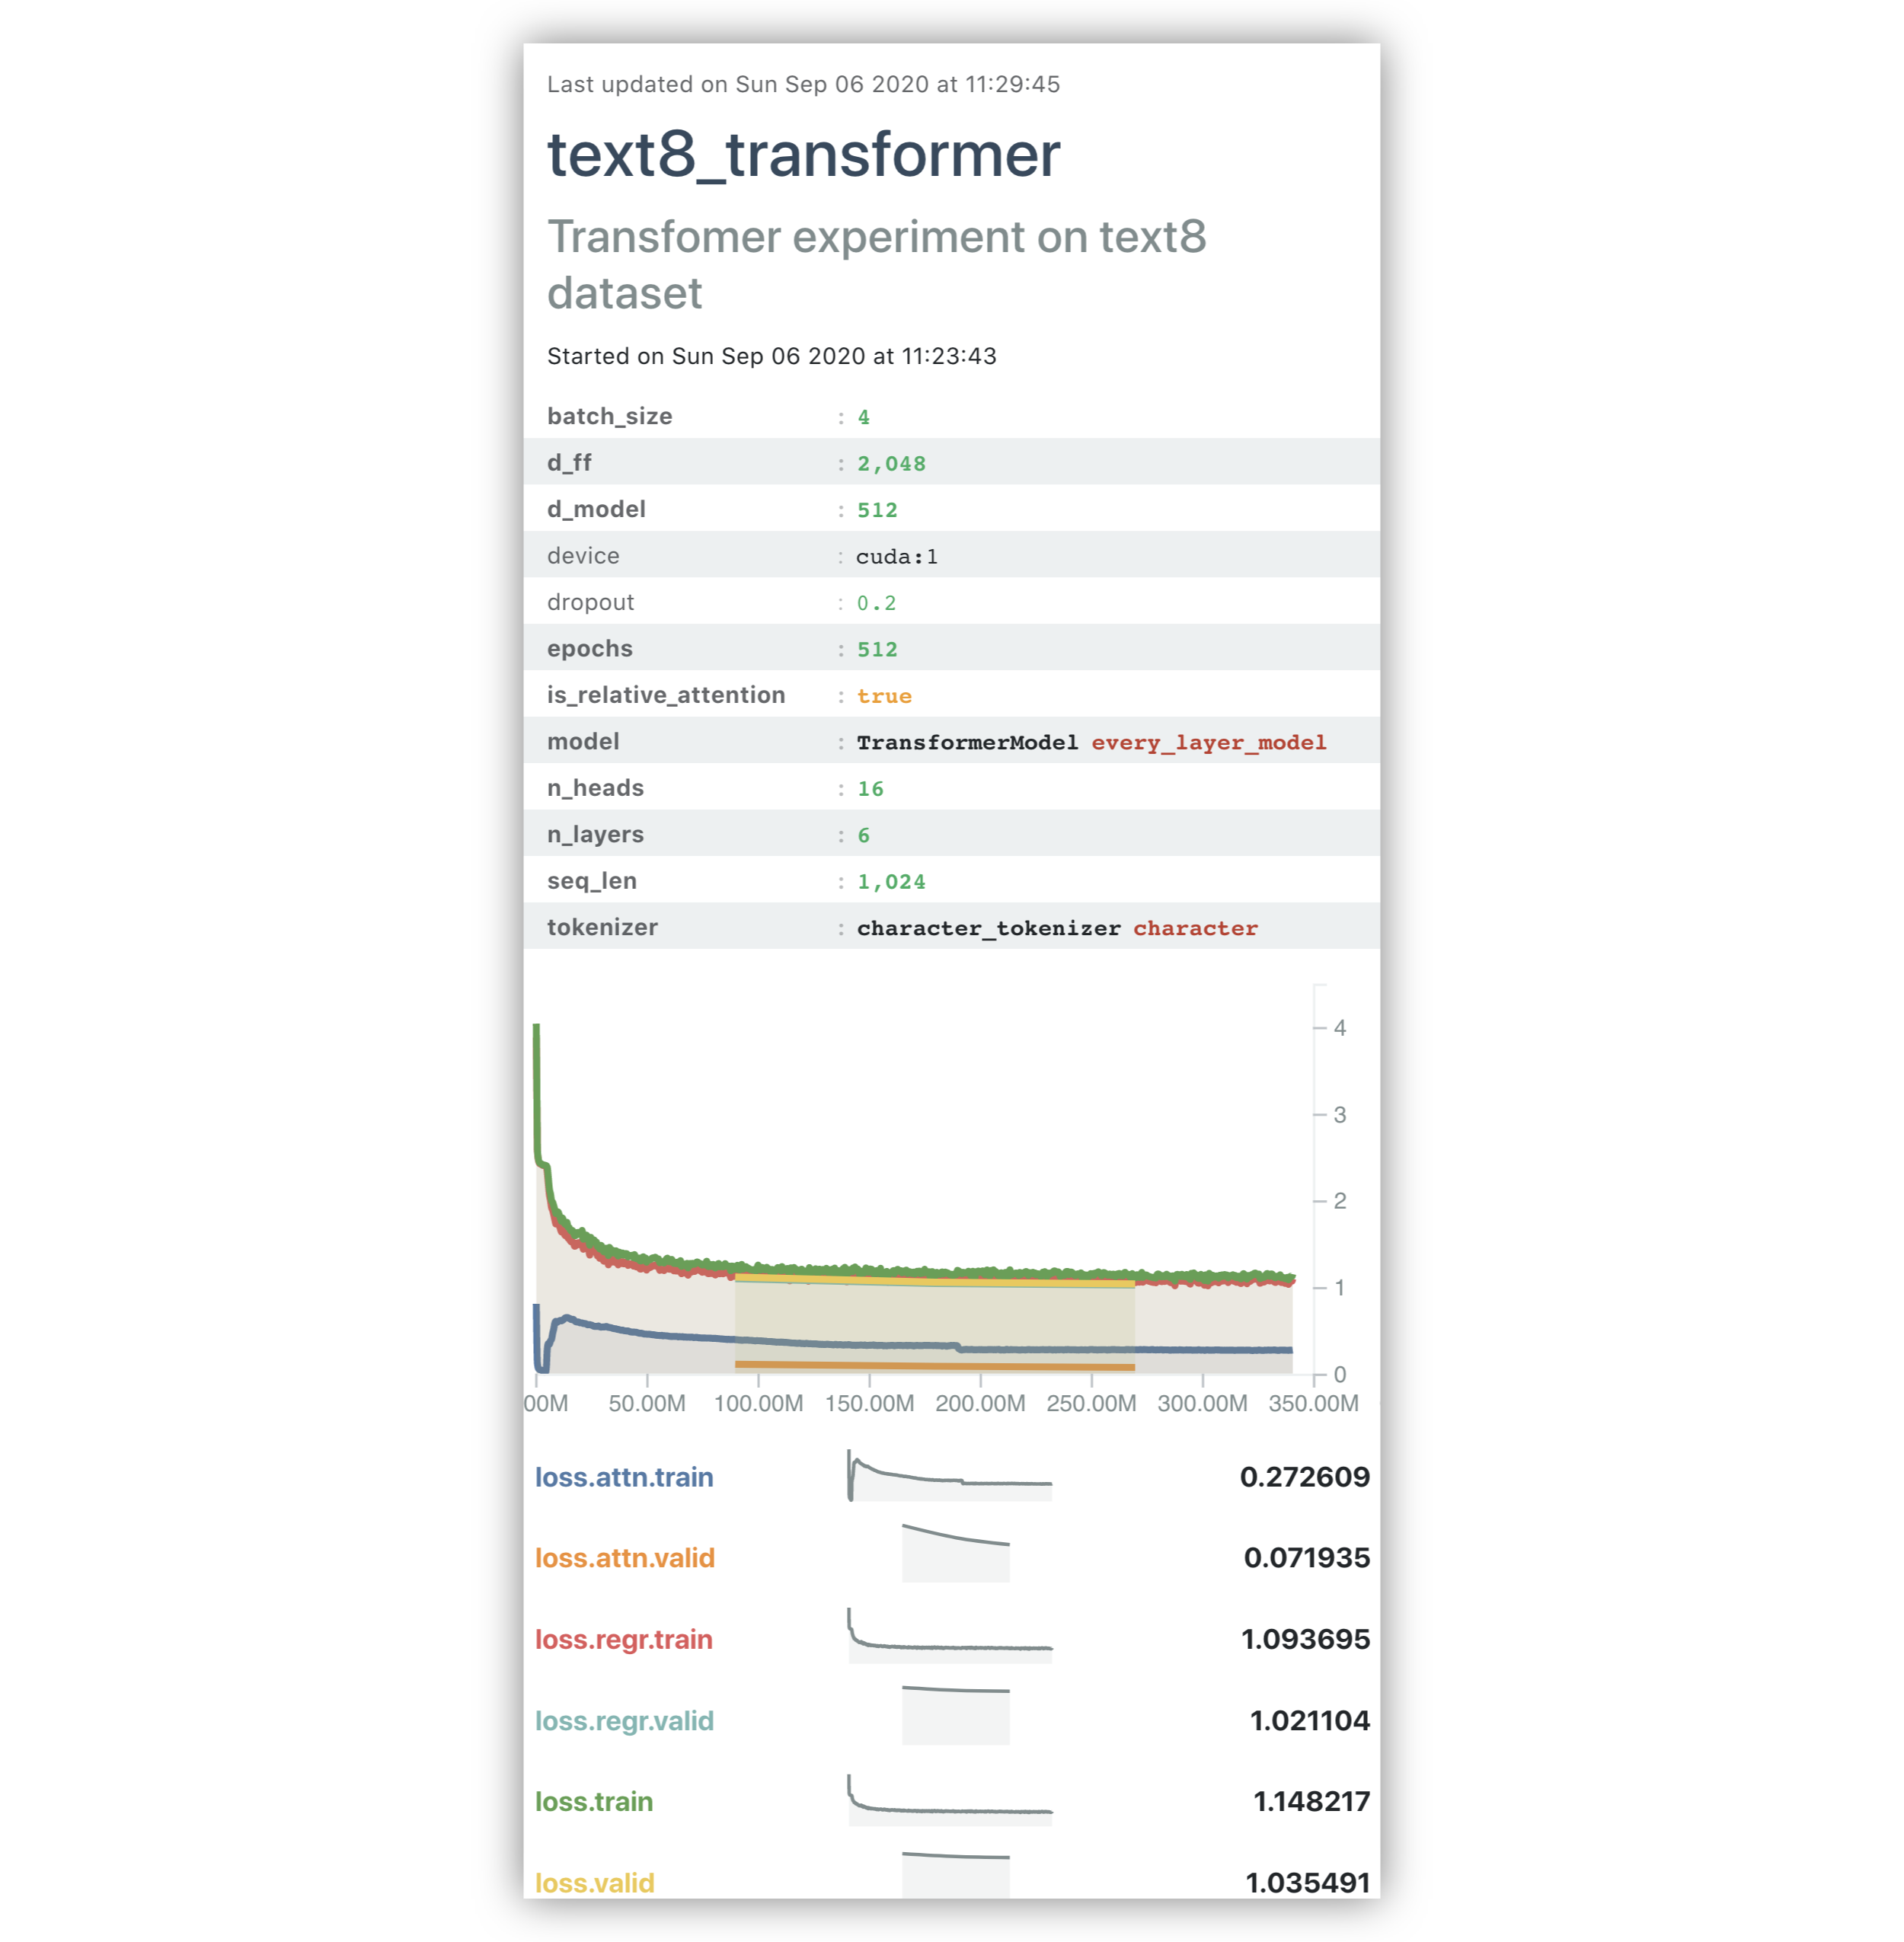 Last updated on Sun Sep 06 2020 at 11:29:45
text8_transformer
Transfomer experiment on text8
dataset
Started on Sun Sep 06 2020 at 11:23:43
batch_size : 4
d_ff : 2,048
d_model : 512
device : cuda:1
dropout : 0.2
epochs : 512
is_relative_attention : true
model : TransformerModel every_layer_model
n_heads : 16
n_layers : 6
seq_len : 1,024
tokenizer : character_tokenizer character
4
3
2
1
0
00M 50.00M 100.00M 150.00M 200.00M 250.00M 300.00M 350.00M
loss.attn.train 0.272609
loss.attn.valid 0.071935
loss.regr.train 1.093695
loss.regr.valid 1.021104
loss.train 1.148217
loss.valid 1.035491